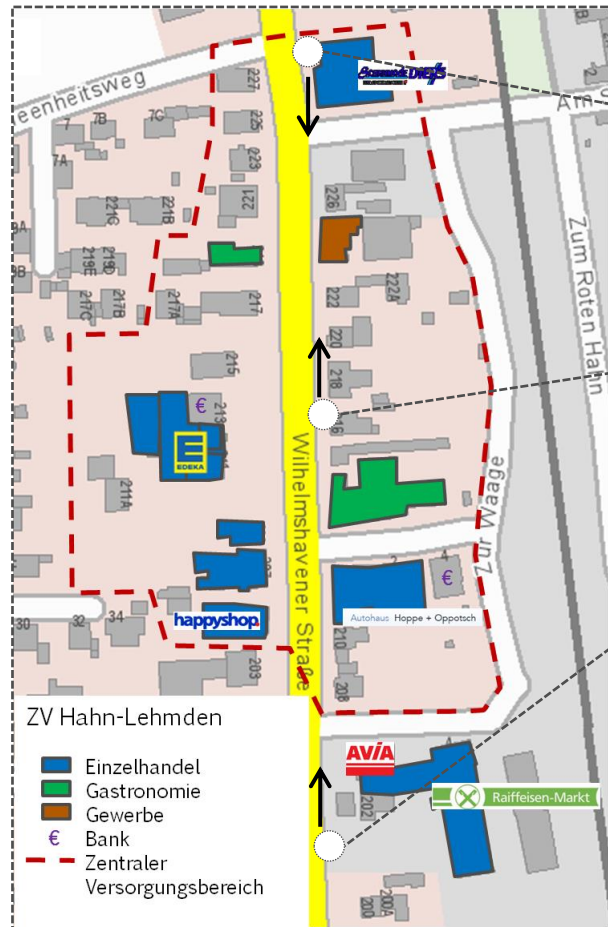 eenheitsweg
7
7B
7C
7A
227
225
223
221
221C
221B
219E
219D
9B
217C
217B
217A
217
Am S
Zum Roten Hahn
226
222
222A
220
218
16
215
€
213
E
EDEKA
211A
Wilhelmshavener Straße
Zur Waage
2
4
€
Autohaus Hoppe + Oppotsch
207
happyshop.
30
32
34
203
210
208
AVIA
4
202
Raiffeisen-Markt
200
200A
ZV Hahn-Lehmden
Einzelhandel
Gastronomie
Gewerbe
€ Bank
Zentraler
Versorgungsbereich